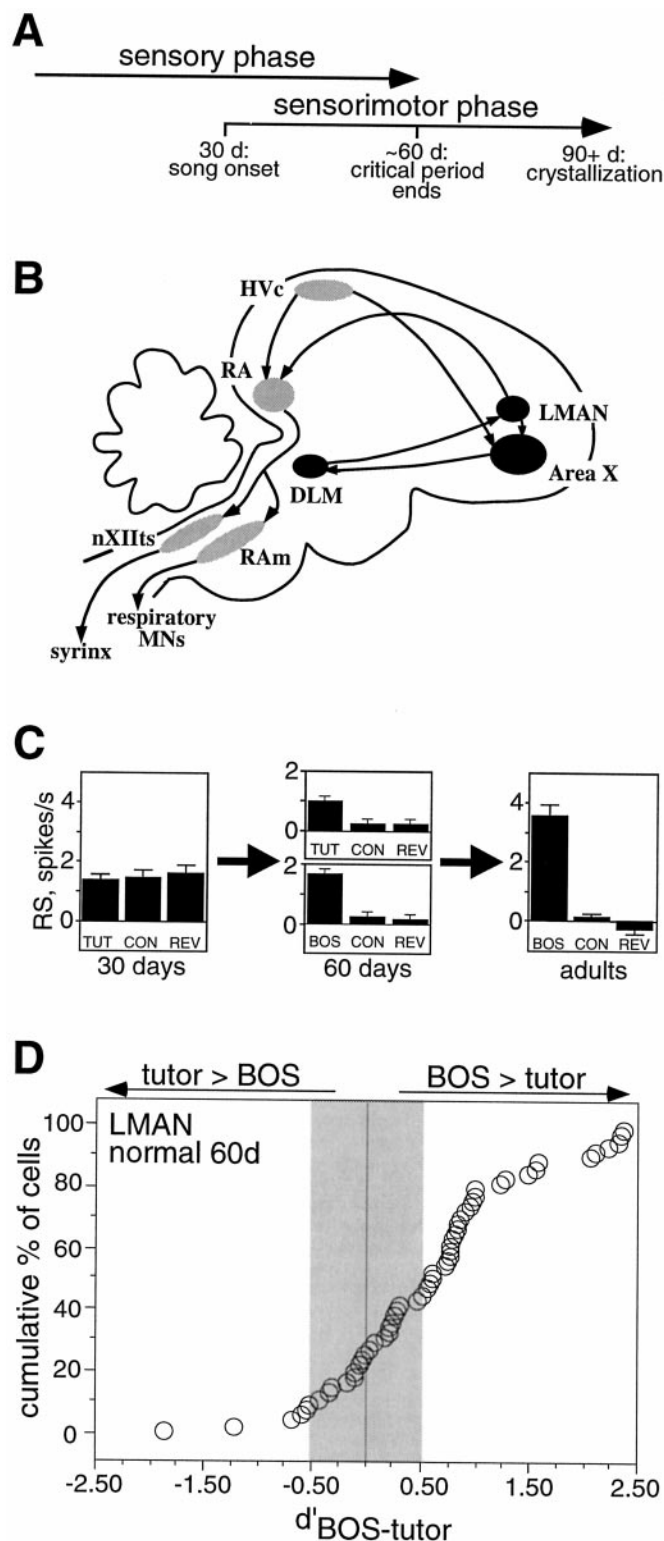 A
sensory phase
sensorimotor phase
30 d:
song onset
~60 d:
critical period
ends
90+ d:
crystallization
B
HVc
RA
LMAN
Area X
DLM
nXIIts
RAm
respiratory
MNs
syrinx
C
RS, spikes/s
4
2
0
TUT CON REV
30 days
2
0
TUT CON REV
2
0
BOS CON REV
60 days
4
2
0
BOS CON REV
adults
D
tutor > BOS
BOS > tutor
LMAN
normal 60d
cumulative % of cells
100
80
60
40
20
0
-2.50 -1.50 -0.50 0.50 1.50 2.50
d'BOS-tutor